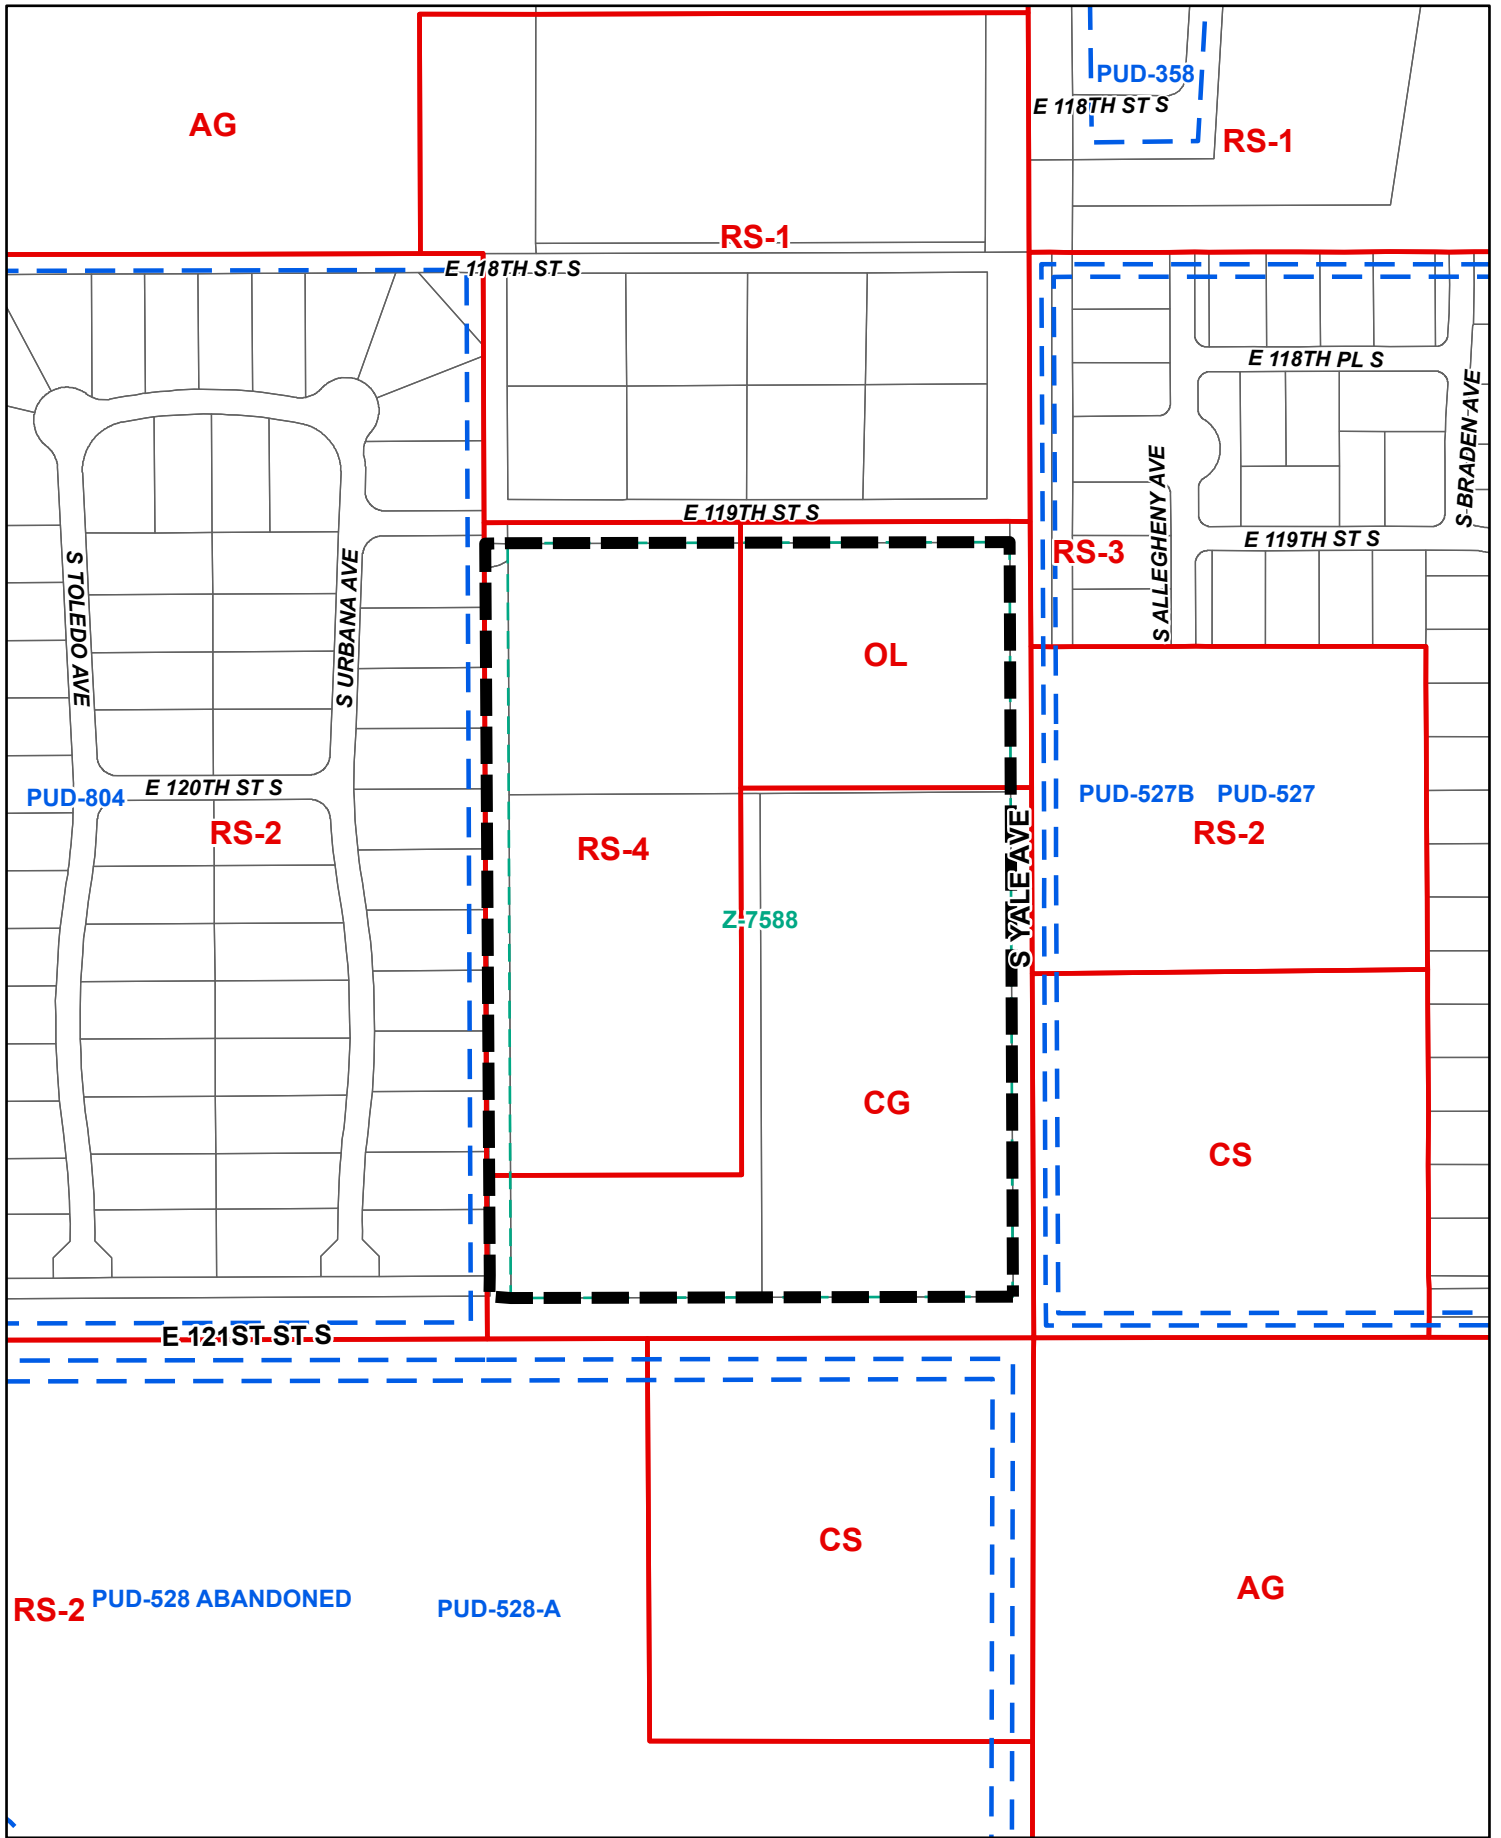 PUD-358
E 118TH ST S
AG
RS-1
RS-1
E 118TH ST S
E 118TH PL S
S BRADEN AVE
S ALLEGHENY AVE
E 119TH ST S
E 119TH ST S
RS-3
S TOLEDO AVE
S URBANA AVE
OL
E 120TH ST S
PUD-804
RS-2
RS-4
PUD-527B
PUD-527
RS-2
S YALE AVE
Z-7588
CG
CS
E 121ST ST S
CS
AG
RS-2
PUD-528 ABANDONED
PUD-528-A